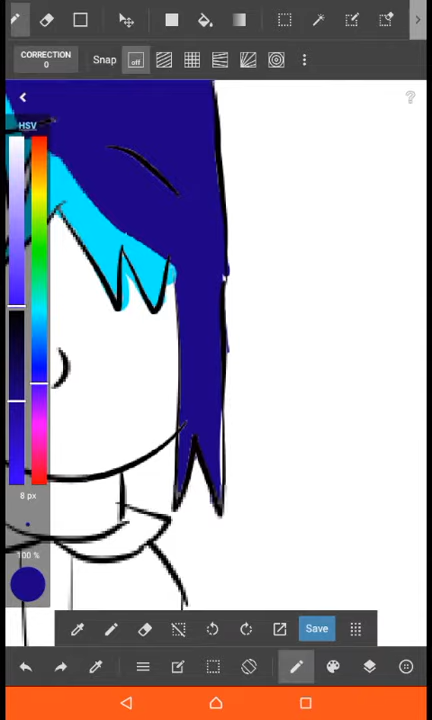 CORRECTION
0
Snap
off
?
HSV
8 px
100 %
Save